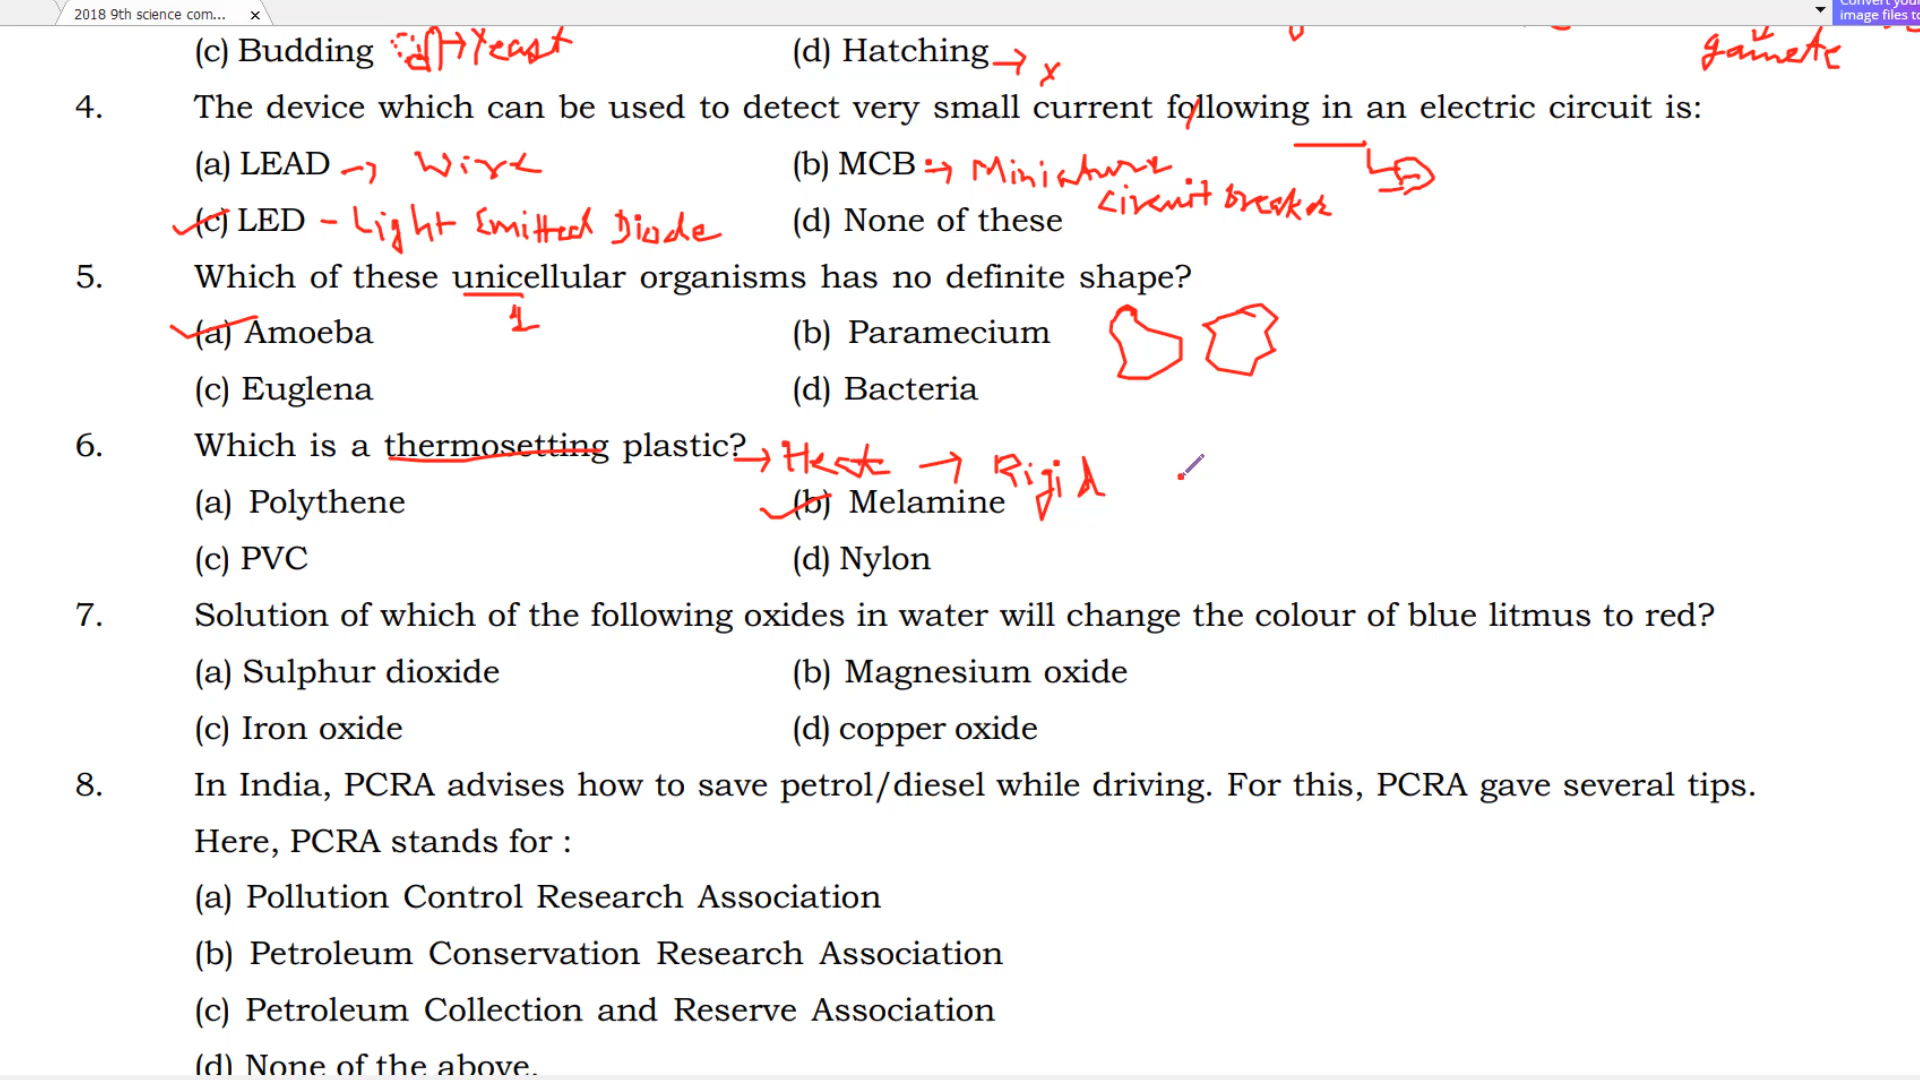 2018 9th science com... ×
Convert your
image files to
(c) Budding → Yeast (d) Hatching → x gamete
4. The device which can be used to detect very small current following in an electric circuit is:
(a) LEAD → Wire (b) MCB → Miniature
circuit breaker
(c) LED - Light Emitted Diode (d) None of these
5. Which of these unicellular organisms has no definite shape?
1
(a) Amoeba (b) Paramecium
(c) Euglena (d) Bacteria
6. Which is a thermosetting plastic? → Heat → Rigid
(a) Polythene (b) Melamine
(c) PVC (d) Nylon
7. Solution of which of the following oxides in water will change the colour of blue litmus to red?
(a) Sulphur dioxide (b) Magnesium oxide
(c) Iron oxide (d) copper oxide
8. In India, PCRA advises how to save petrol/diesel while driving. For this, PCRA gave several tips.
Here, PCRA stands for :
(a) Pollution Control Research Association
(b) Petroleum Conservation Research Association
(c) Petroleum Collection and Reserve Association
(d) None of the above.